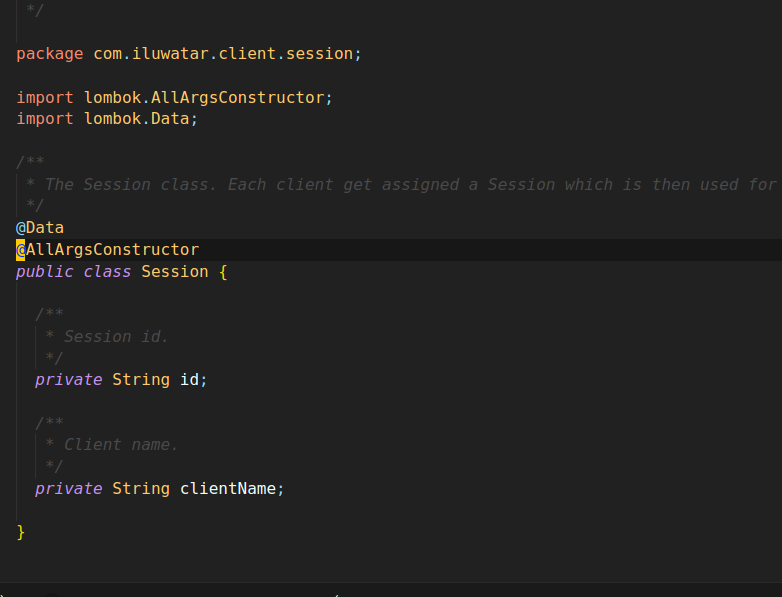 */
package com.iluwatar.client.session;
import lombok.AllArgsConstructor;
import lombok.Data;
/**
* The Session class. Each client get assigned a Session which is then used for
*/
@Data
@AllArgsConstructor
public class Session {
/**
* Session id.
*/
private String id;
/**
* Client name.
*/
private String clientName;
}